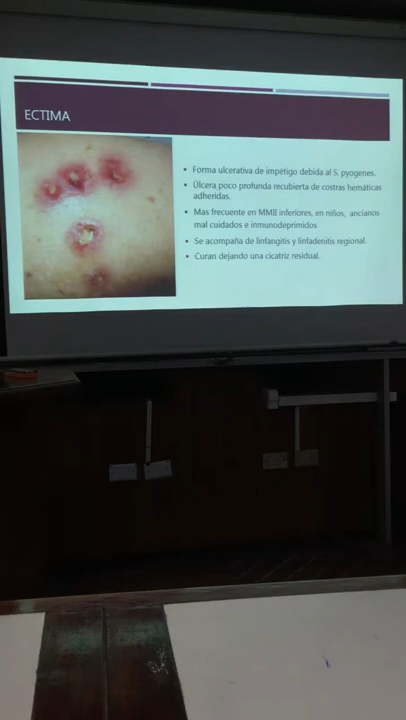 ECTIMA
Forma ulcerativa de impétigo debida al S. pyogenes.
Úlcera poco profunda recubierta de costras hemáticas
adheridas.
Mas frecuente en MMII inferiores, en niños, ancianos
mal cuidados e inmunodeprimidos
Se acompaña de linfangitis y linfadenitis regional.
Curan dejando una cicatriz residual.